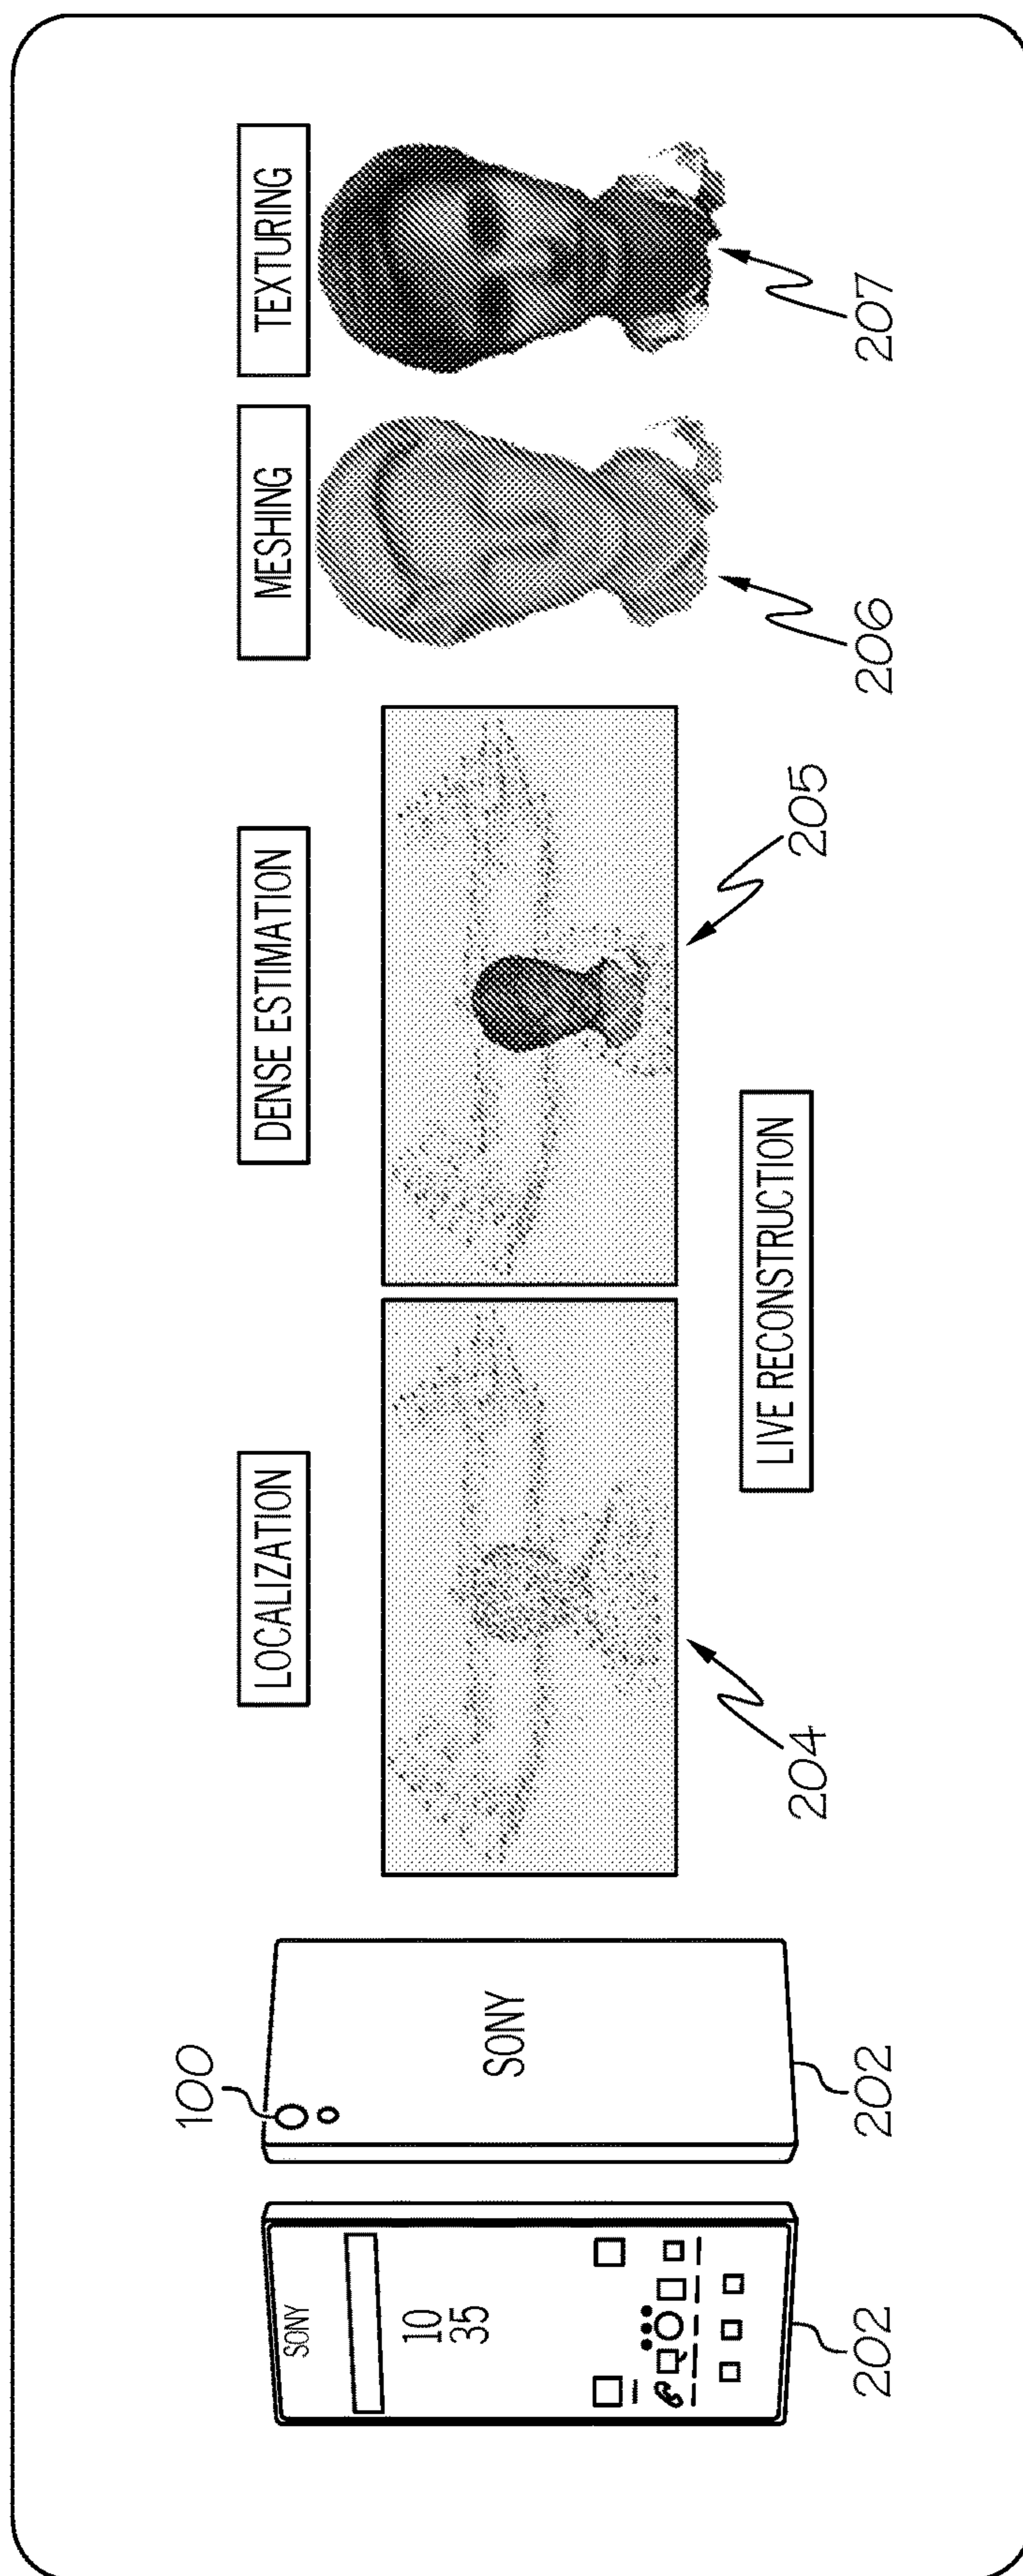 SONY
10
35
202
100
SONY
202
LOCALIZATION
204
DENSE ESTIMATION
205
LIVE RECONSTRUCTION
MESHING
206
TEXTURING
207